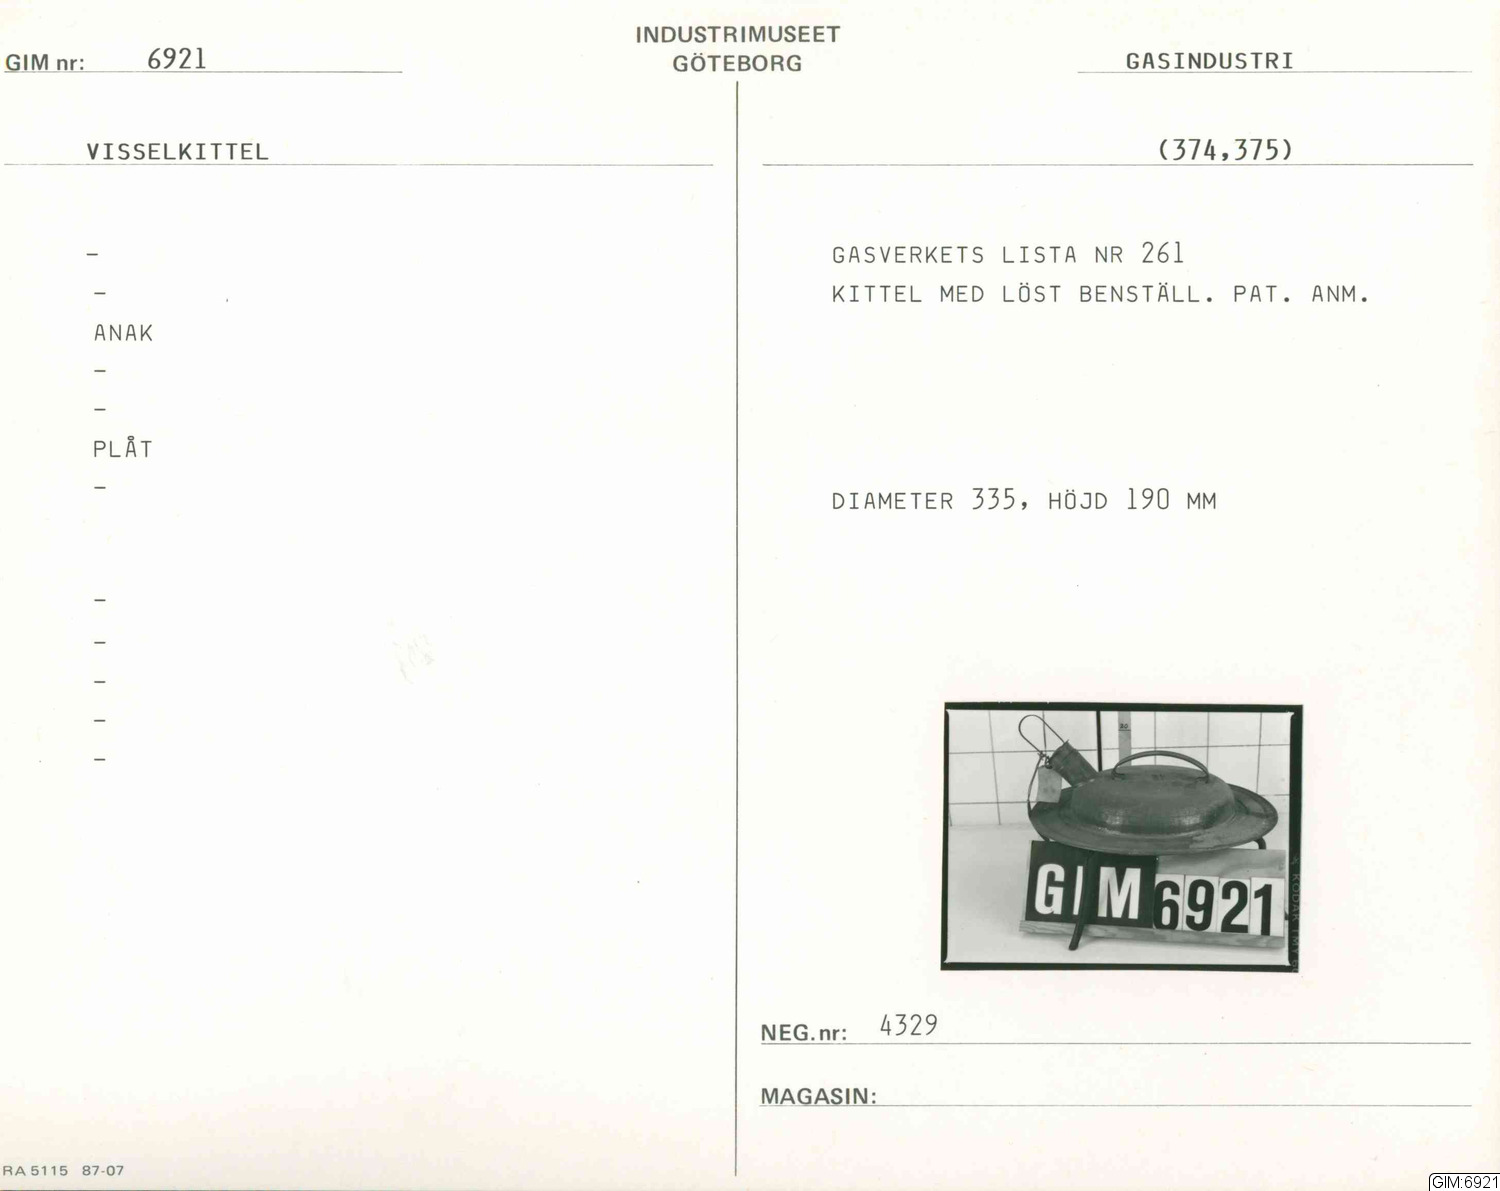 INDUSTRIMUSEET
GÖTEBORG
GIM nr: 6921
GASINDUSTRI
VISSELKITTEL
(374,375)
-
-
ANAK
-
-
PLÅT
-
-
-
-
-
-
GASVERKETS LISTA NR 261
KITTEL MED LÖST BENSTÄLL. PAT. ANM.
DIAMETER 335, HÖJD 190 MM
GIM 6921
NEG.nr: 4329
MAGASIN:
RA 5115 87-07
GIM:6921